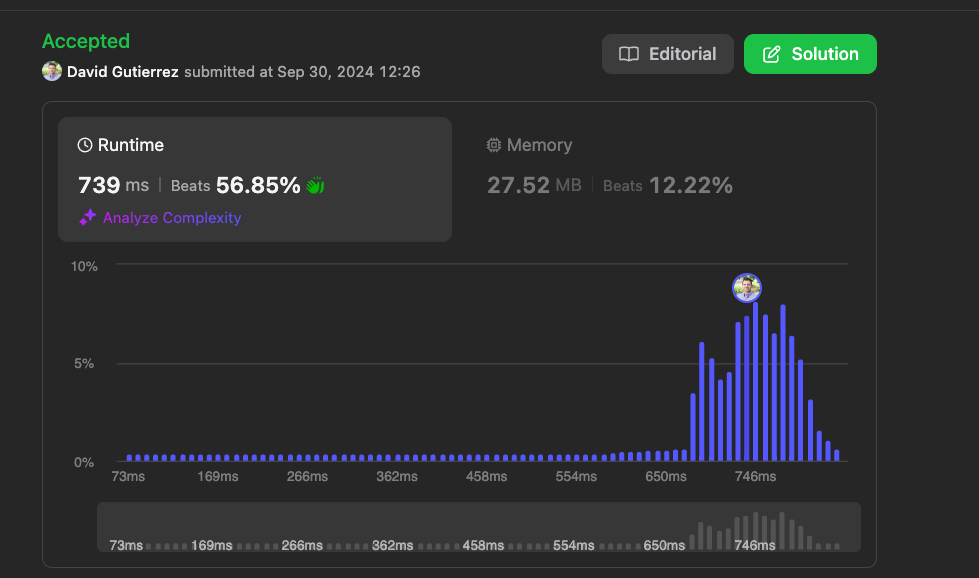 Accepted
David Gutierrez submitted at Sep 30, 2024 12:26
Editorial
Solution
Runtime
739 ms | Beats 56.85%
Analyze Complexity
Memory
27.52 MB | Beats 12.22%
10%
5%
0%
73ms 169ms 266ms 362ms 458ms 554ms 650ms 746ms
73ms 169ms 266ms 362ms 458ms 554ms 650ms 746ms